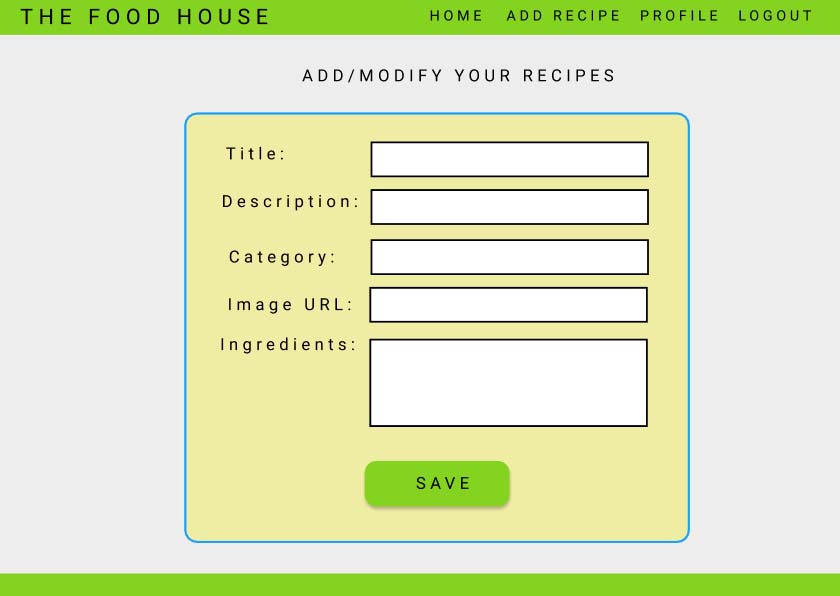 THE FOOD HOUSE
HOME ADD RECIPE PROFILE LOGOUT
ADD/MODIFY YOUR RECIPES
Title:
Description:
Category:
Image URL:
Ingredients:
SAVE